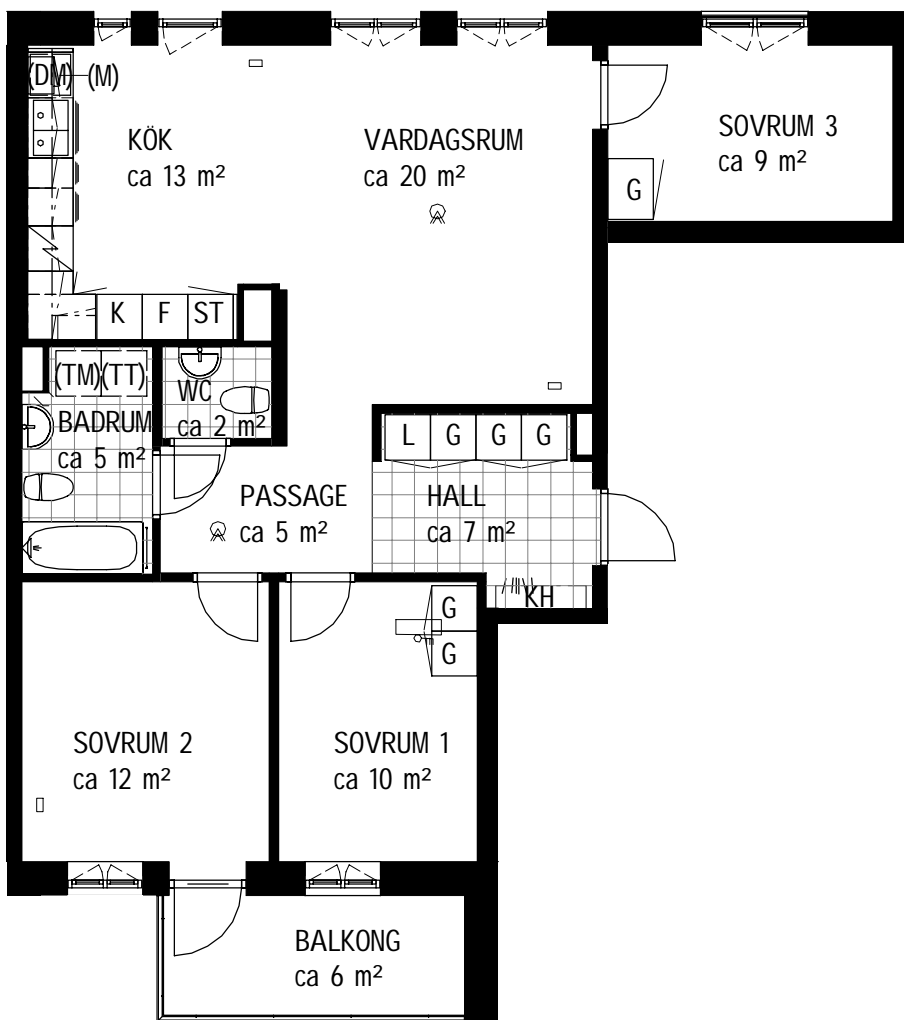 (DM) (M)
KÖK
ca 13 m²
VARDAGSRUM
ca 20 m²
SOVRUM 3
ca 9 m²
G
K F ST
(TM) (TT)
WC
ca 2 m²
BADRUM
ca 5 m²
L G G G
PASSAGE
ca 5 m²
HALL
ca 7 m²
KH
G
G
SOVRUM 2
ca 12 m²
SOVRUM 1
ca 10 m²
BALKONG
ca 6 m²